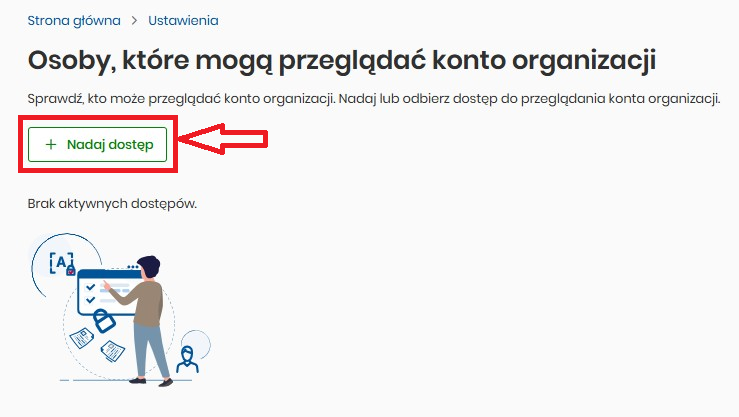 Strona główna > Ustawienia
Osoby, które mogą przeglądać konto organizacji
Sprawdź, kto może przeglądać konto organizacji. Nadaj lub odbierz dostęp do przeglądania konta organizacji.
+ Nadaj dostęp
Brak aktywnych dostępów.
[A]